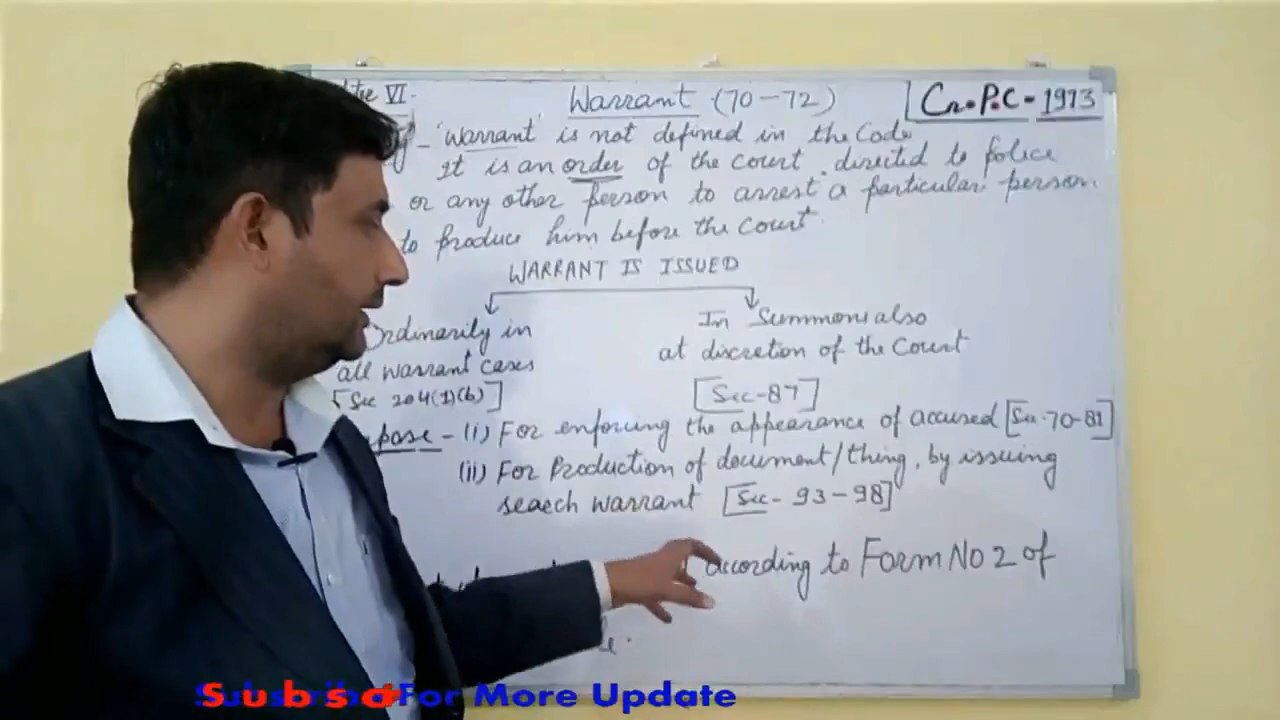 VI.
Warrant (70-72)
Cr.P.C - 1973
- 'Warrant' is not defined in the Code
It is an order of the court directed to police
or any other person to arrest a particular person
to produce him before the Court
WARRANT IS ISSUED
Ordinarily in
all warrant cases
[Sec 204(1)(b)]
In Summons also
at discretion of the Court
[Sec-87]
- (i) For enforcing the appearance of accused [Sec-70-81]
(ii) For Production of document/thing, by issuing
search warrant [Sec- 93-98]
according to Form No 2 of
For More Update